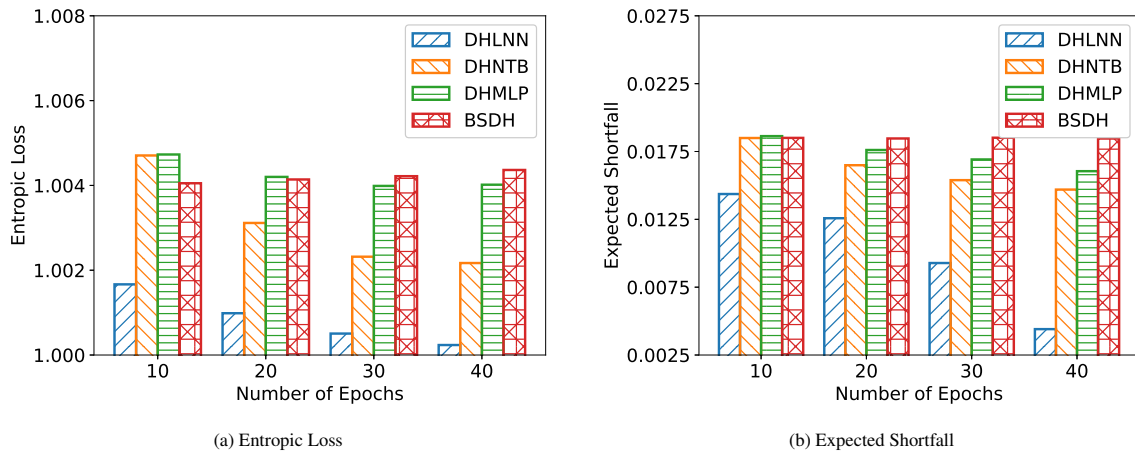 1.008
1.006
1.004
1.002
1.000
Entropic Loss
10 20 30 40
Number of Epochs
DHLNN
DHNTB
DHMLP
BSDH
(a) Entropic Loss
0.0275
0.0225
0.0175
0.0125
0.0075
0.0025
Expected Shortfall
10 20 30 40
Number of Epochs
DHLNN
DHNTB
DHMLP
BSDH
(b) Expected Shortfall